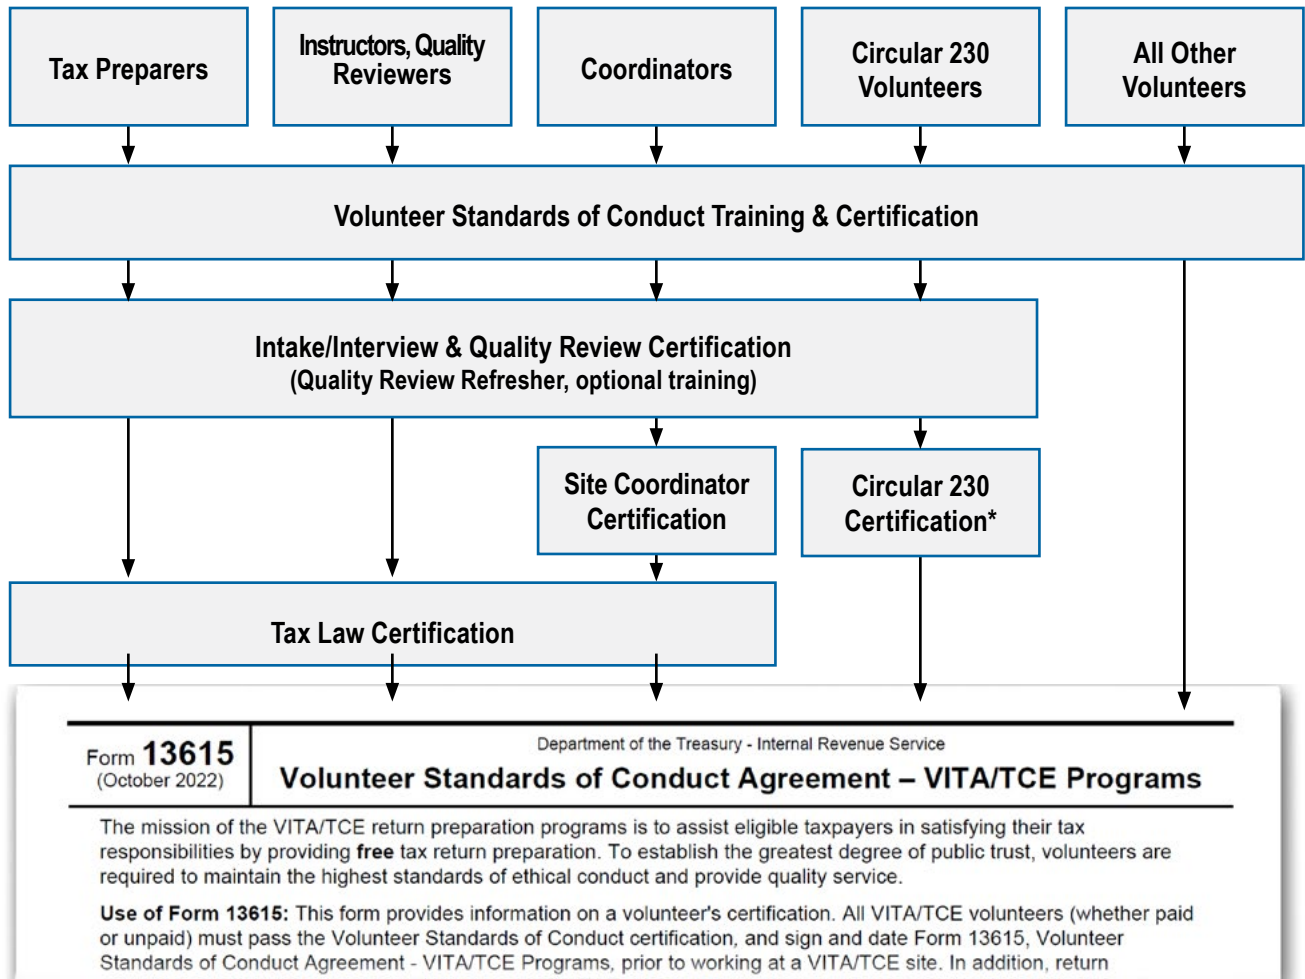 Tax Preparers
Instructors, Quality
Reviewers
Coordinators
Circular 230
Volunteers
All Other
Volunteers
Volunteer Standards of Conduct Training & Certification
Intake/Interview & Quality Review Certification
(Quality Review Refresher, optional training)
Site Coordinator
Certification
Circular 230
Certification*
Tax Law Certification
Form 13615
(October 2022)
Department of the Treasury - Internal Revenue Service
Volunteer Standards of Conduct Agreement – VITA/TCE Programs
The mission of the VITA/TCE return preparation programs is to assist eligible taxpayers in satisfying their tax
responsibilities by providing free tax return preparation. To establish the greatest degree of public trust, volunteers are
required to maintain the highest standards of ethical conduct and provide quality service.
Use of Form 13615: This form provides information on a volunteer's certification. All VITA/TCE volunteers (whether paid
or unpaid) must pass the Volunteer Standards of Conduct certification, and sign and date Form 13615, Volunteer
Standards of Conduct Agreement - VITA/TCE Programs, prior to working at a VITA/TCE site. In addition, return